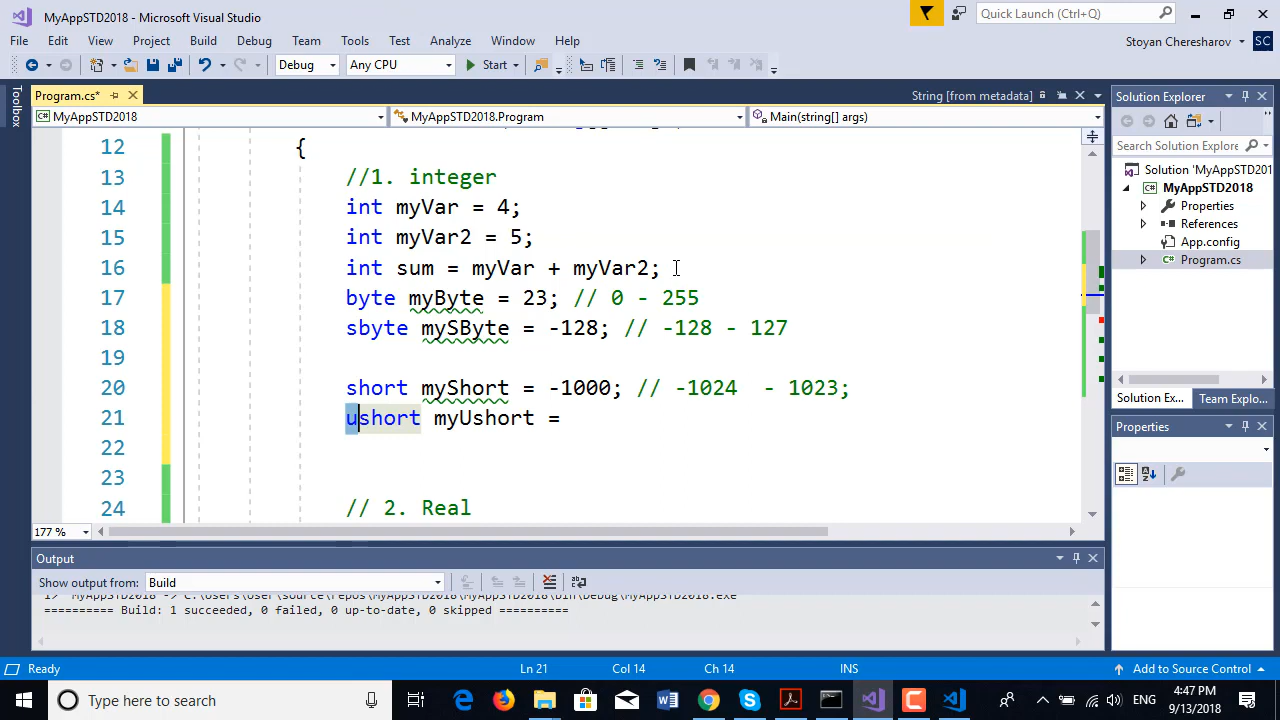 MyAppSTD2018 - Microsoft Visual Studio
Quick Launch (Ctrl+Q)
File Edit View Project Build Debug Team Tools Test Analyze Window Help
Stoyan Cheresharov SC
Debug Any CPU Start
Toolbox
Program.cs* String [from metadata]
MyAppSTD2018 MyAppSTD2018.Program Main(string[] args)
12 {
13 //1. integer
14 int myVar = 4;
15 int myVar2 = 5;
16 int sum = myVar + myVar2;
17 byte myByte = 23; // 0 - 255
18 sbyte mySByte = -128; // -128 - 127
19
20 short myShort = -1000; // -1024  - 1023;
21 ushort myUshort =
22
23
24 // 2. Real
177 %
Solution Explorer
Search Solution Explore
Solution 'MyAppSTD201
MyAppSTD2018
Properties
References
App.config
Program.cs
Solution Ex... Team Explo...
Properties
Output
Show output from: Build
1> MyAppSTD2018 -> C:\Users\User\source\repos\MyAppSTD2018\MyAppSTD2018\bin\Debug\MyAppSTD2018.exe
========== Build: 1 succeeded, 0 failed, 0 up-to-date, 0 skipped ==========
Ready Ln 21 Col 14 Ch 14 INS Add to Source Control
Type here to search
ENG
4:47 PM
9/13/2018